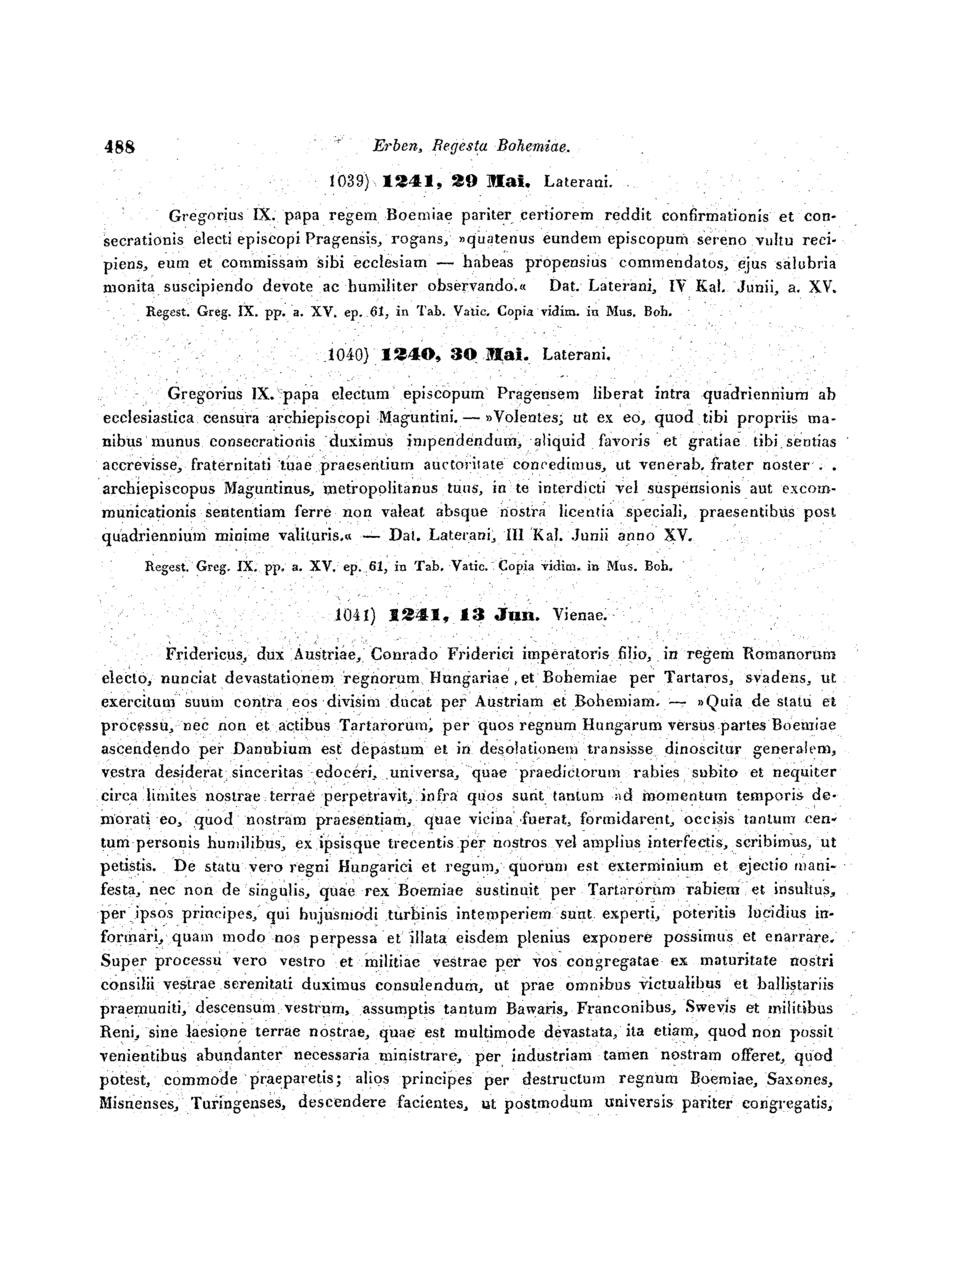 488 Erben, Regesta Bohemiae.
1039) 1241, 29 Mai. Laterani.
Gregorius IX. papa regem Boemiae pariter certiorem reddit confirmationis et con-
secrationis electi episcopi Pragensis, rogans, »quatenus eundem episcopum sereno vultu reci-
piens, eum et commissam sibi ecclesiam — habeas propensius commendatos, ejus salubria
monita suscipiendo devote ac humiliter observando.« Dat. Laterani, IV Kal. Junii, a. XV.
Regest. Greg. IX. pp. a. XV. ep. 61, in Tab. Vatic. Copia vidim. in Mus. Boh.
1040) 1240, 30 Mai. Laterani.
Gregorius IX. papa electum episcopum Pragensem liberat intra quadriennium ab
ecclesiastica censura archiepiscopi Maguntini. — »Volentes, ut ex eo, quod tibi propriis ma-
nibus munus consecrationis duximus impendendum, aliquid favoris et gratiae tibi sentias
accrevisse, fraternitati tuae praesentium auctoritate concedimus, ut venerab. frater noster . .
archiepiscopus Maguntinus, metropolitanus tuus, in te interdicti vel suspensionis aut excom-
municationis sententiam ferre non valeat absque nostra licentia speciali, praesentibus post
quadriennium minime valituris.« — Dat. Laterani, III Kal. Junii anno XV.
Regest. Greg. IX. pp. a. XV. ep. 61, in Tab. Vatic. Copia vidim. in Mus. Boh.
1041) 1241, 13 Jun. Vienae.
Fridericus, dux Austriae, Conrado Friderici imperatoris filio, in regem Romanorum
electo, nunciat devastationem regnorum Hungariae et Bohemiae per Tartaros, svadens, ut
exercitum suum contra eos divisim ducat per Austriam et Bohemiam. — »Quia de statu et
processu, nec non et actibus Tartarorum, per quos regnum Hungarum versus partes Boemiae
ascendendo per Danubium est depastum et in desolationem transisse dinoscitur generalem,
vestra desiderat sinceritas edoceri, universa, quae praedictorum rabies subito et nequiter
circa limites nostrae terrae perpetravit, infra quos sunt tantum ad momentum temporis de-
morati eo, quod nostram praesentiam, quae vicina fuerat, formidarent, occisis tantum cen-
tum personis humilibus, ex ipsisque trecentis per nostros vel amplius interfectis, scribimus, ut
petistis. De statu vero regni Hungarici et regum, quorum est exterminium et ejectio mani-
festa, nec non de singulis, quae rex Boemiae sustinuit per Tartarorum rabiem et insultus,
per ipsos principes, qui hujusmodi turbinis intemperiem sunt experti, poteritis lucidius in-
formari, quam modo nos perpessa et illata eisdem plenius exponere possimus et enarrare.
Super processu vero vestro et militiae vestrae per vos congregatae ex maturitate nostri
consilii vestrae serenitati duximus consulendum, ut prae omnibus victualibus et ballistariis
praemuniti, descensum vestrum, assumptis tantum Bawaris, Franconibus, Swevis et militibus
Reni, sine laesione terrae nostrae, quae est multimode devastata, ita etiam, quod non possit
venientibus abundanter necessaria ministrare, per industriam tamen nostram offeret, quod
potest, commode praeparetis; alios principes per destructum regnum Boemiae, Saxones,
Misnenses, Turingenses, descendere facientes, ut postmodum universis pariter congregatis,